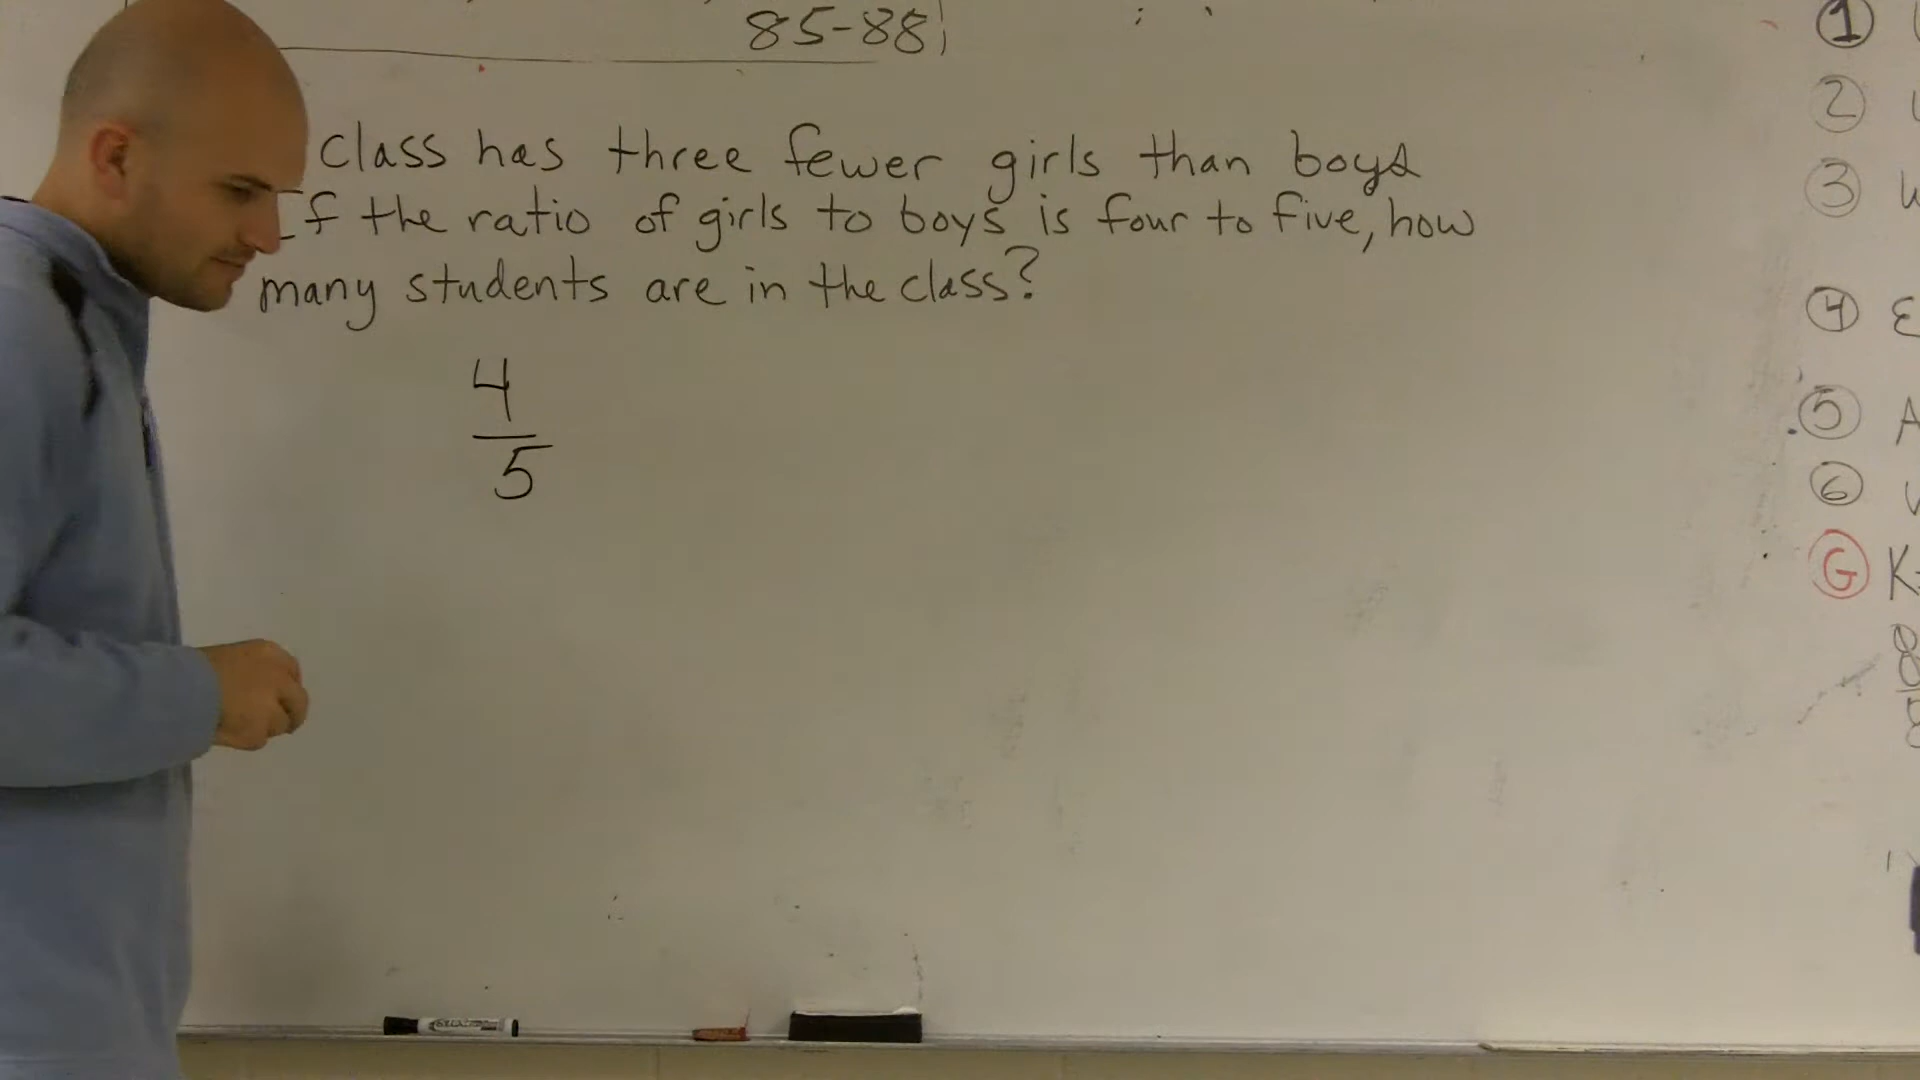 85-88
class has three fewer girls than boys
If the ratio of girls to boys is four to five, how
many students are in the class?
4
5
1
2
3
4
5
6
G